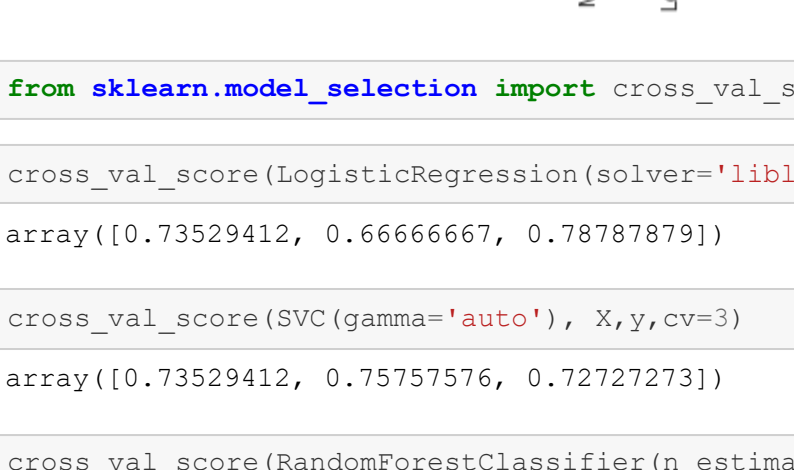 from sklearn.model_selection import cross_val_s
cross_val_score(LogisticRegression(solver='libl
array([0.73529412, 0.66666667, 0.78787879])
cross_val_score(SVC(gamma='auto'), X,y,cv=3)
array([0.73529412, 0.75757576, 0.72727273])
cross_val_score(RandomForestClassifier(n_estima